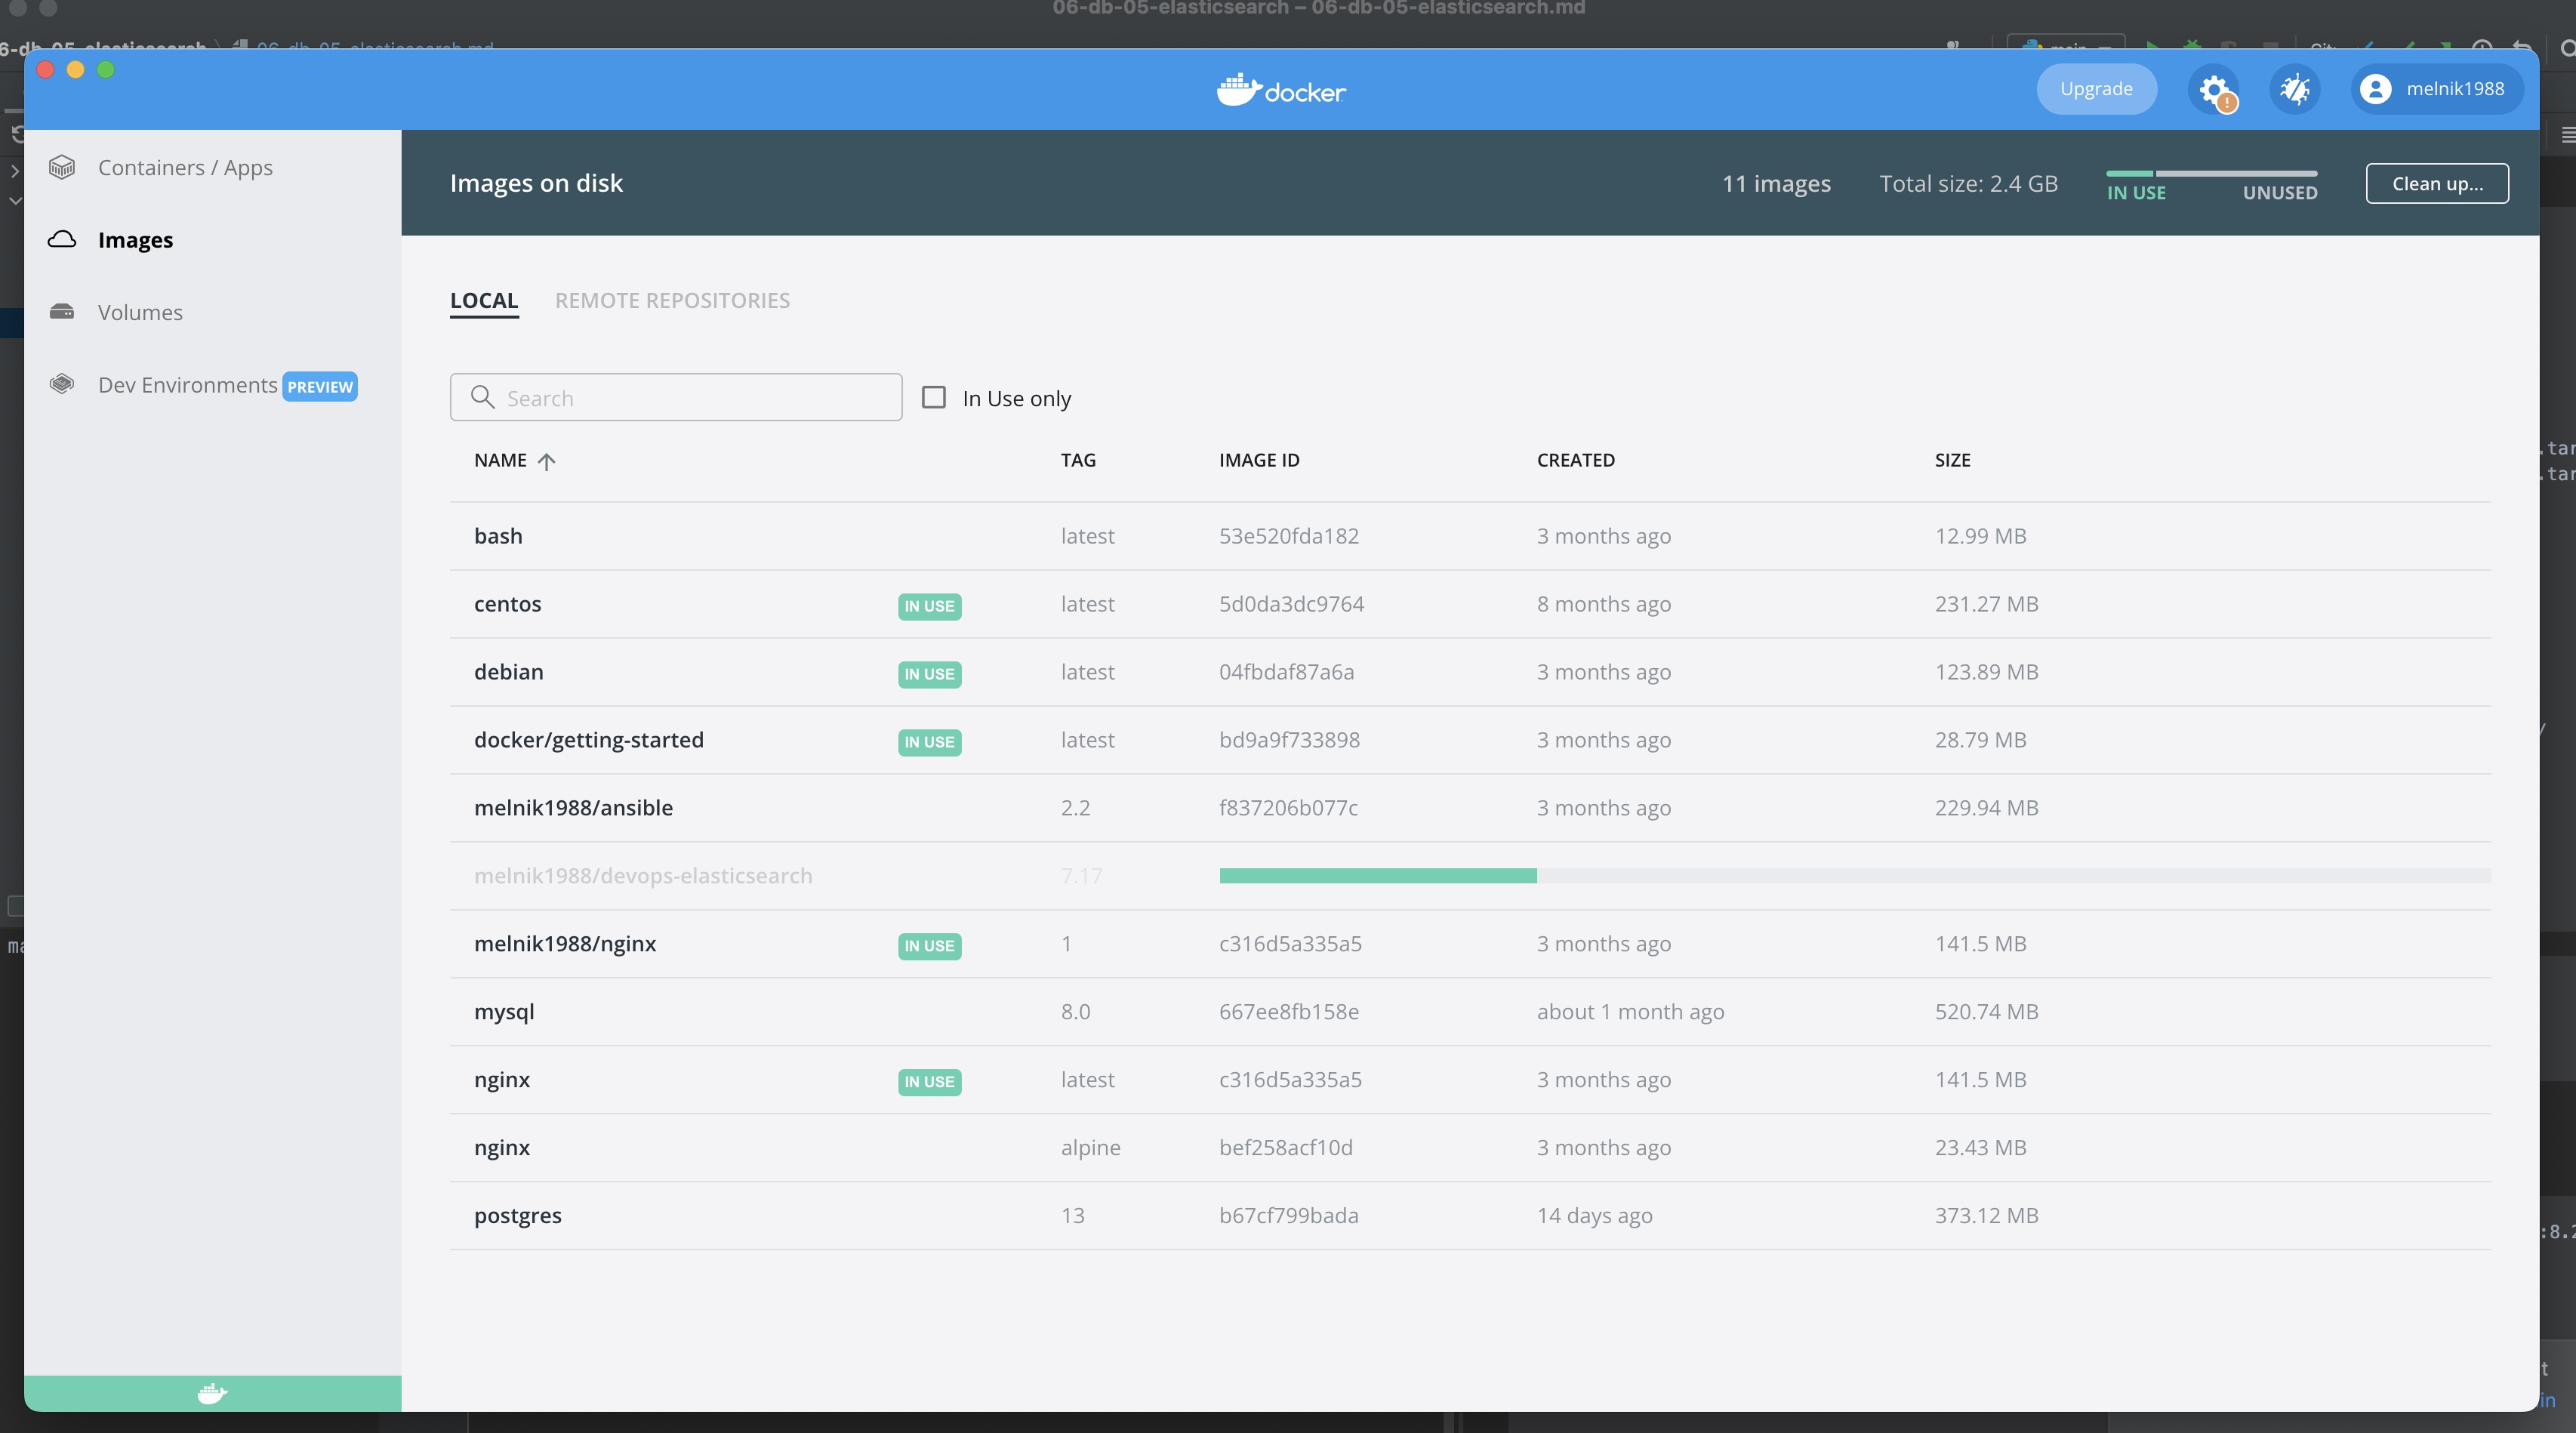 06-db-05-elasticsearch – 06-db-05-elasticsearch.md
docker
Upgrade
melnik1988
Containers / Apps
Images
Volumes
Dev Environments PREVIEW
Images on disk
11 images
Total size: 2.4 GB
IN USE
UNUSED
Clean up...
LOCAL
REMOTE REPOSITORIES
Search
In Use only
NAME TAG IMAGE ID CREATED SIZE
bash latest 53e520fda182 3 months ago 12.99 MB
centos IN USE latest 5d0da3dc9764 8 months ago 231.27 MB
debian IN USE latest 04fbdaf87a6a 3 months ago 123.89 MB
docker/getting-started IN USE latest bd9a9f733898 3 months ago 28.79 MB
melnik1988/ansible 2.2 f837206b077c 3 months ago 229.94 MB
melnik1988/devops-elasticsearch 7.17
melnik1988/nginx IN USE 1 c316d5a335a5 3 months ago 141.5 MB
mysql 8.0 667ee8fb158e about 1 month ago 520.74 MB
nginx IN USE latest c316d5a335a5 3 months ago 141.5 MB
nginx alpine bef258acf10d 3 months ago 23.43 MB
postgres 13 b67cf799bada 14 days ago 373.12 MB